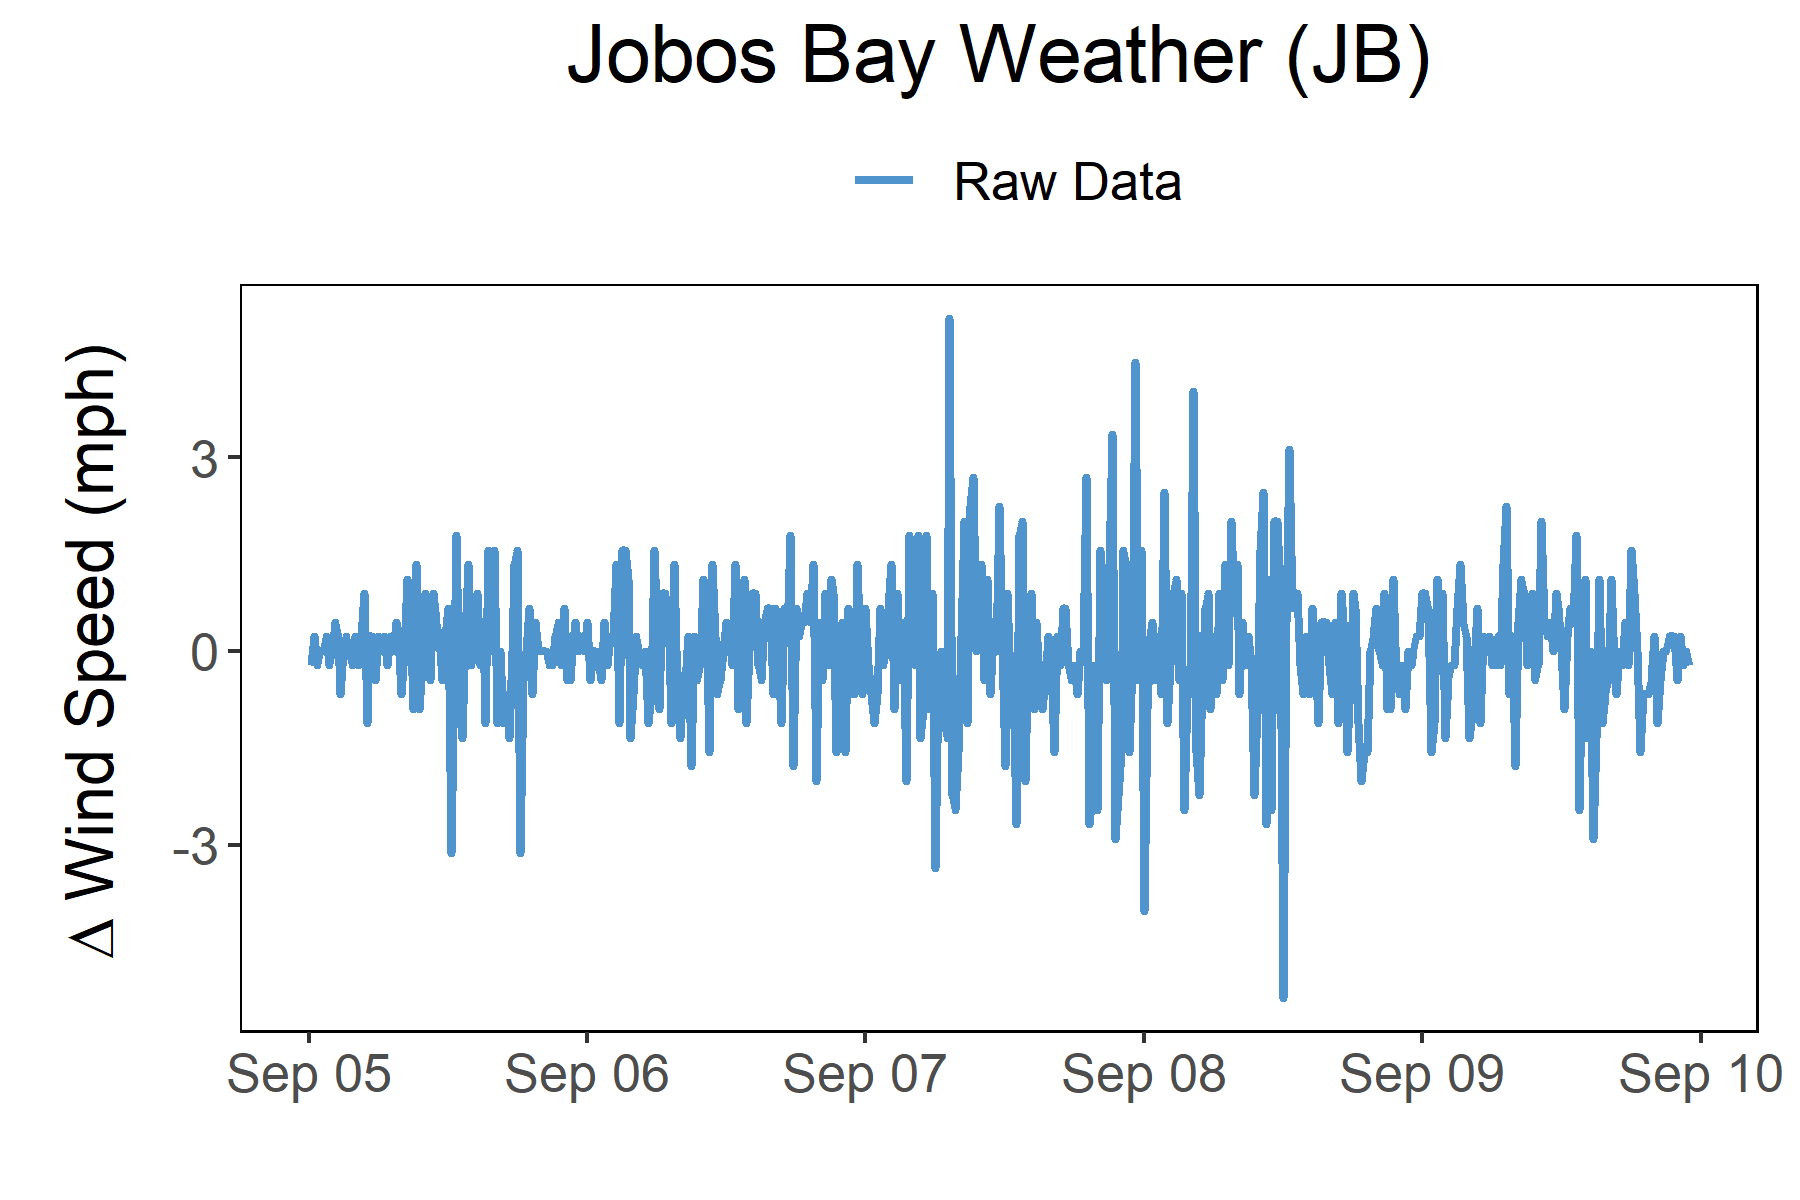 Jobos Bay Weather (JB)
Raw Data
Δ Wind Speed (mph)
3
0
-3
Sep 05 Sep 06 Sep 07 Sep 08 Sep 09 Sep 10